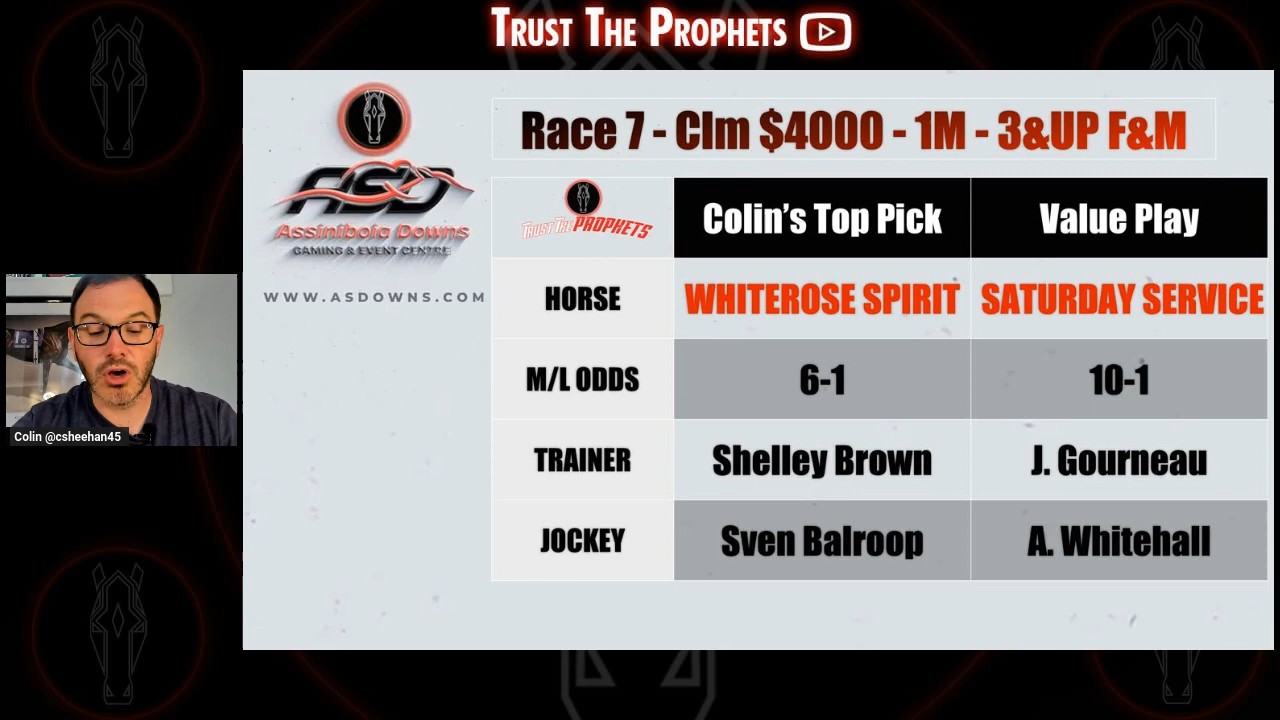 TRUST THE PROPHETS
Race 7 - Clm $4000 - 1M - 3&UP F&M
ASD
Assiniboia Downs
GAMING & EVENT CENTRE
WWW.ASDOWNS.COM
TRUST THE PROPHETS
Colin's Top Pick
Value Play
HORSE
WHITEROSE SPIRIT
SATURDAY SERVICE
M/L ODDS
6-1
10-1
TRAINER
Shelley Brown
J. Gourneau
JOCKEY
Sven Balroop
A. Whitehall
Colin @csheehan45